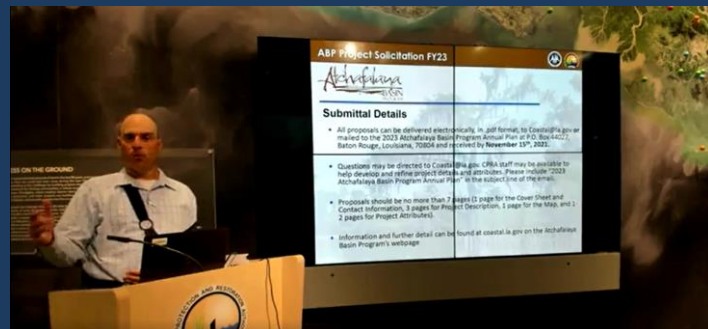 ABP Project Solicitation FY23
Atchafalaya
BASIN
Submittal Details
• All proposals can be delivered electronically, in .pdf format, to Coastal@la.gov or
mailed to the 2023 Atchafalaya Basin Program Annual Plan at P.O. Box 44027,
Baton Rouge, Louisiana, 70804 and received by November 15th, 2021.
• Questions may be directed to Coastal@la.gov. CPRA staff may be available to
help develop and refine project details and attributes. Please include "2023
Atchafalaya Basin Program Annual Plan" in the subject line of the email.
• Proposals should be no more than 7 pages (1 page for the Cover Sheet and
Contact Information, 3 pages for Project Description, 1 page for the Map, and 1-
2 pages for Project Attributes).
• Information and further detail can be found at coastal.la.gov on the Atchafalaya
Basin Program's webpage
ESS ON THE GROUND
PROTECTION AND RESTORATION